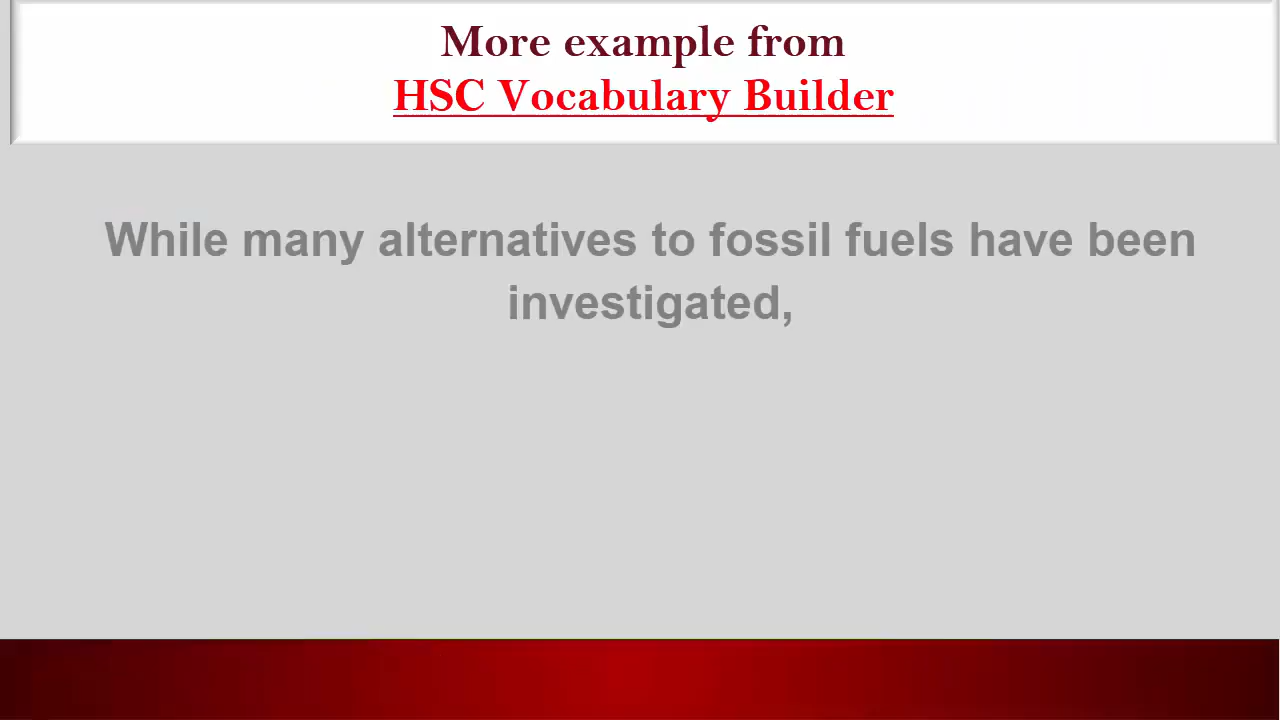 More example from
HSC Vocabulary Builder
While many alternatives to fossil fuels have been
investigated,